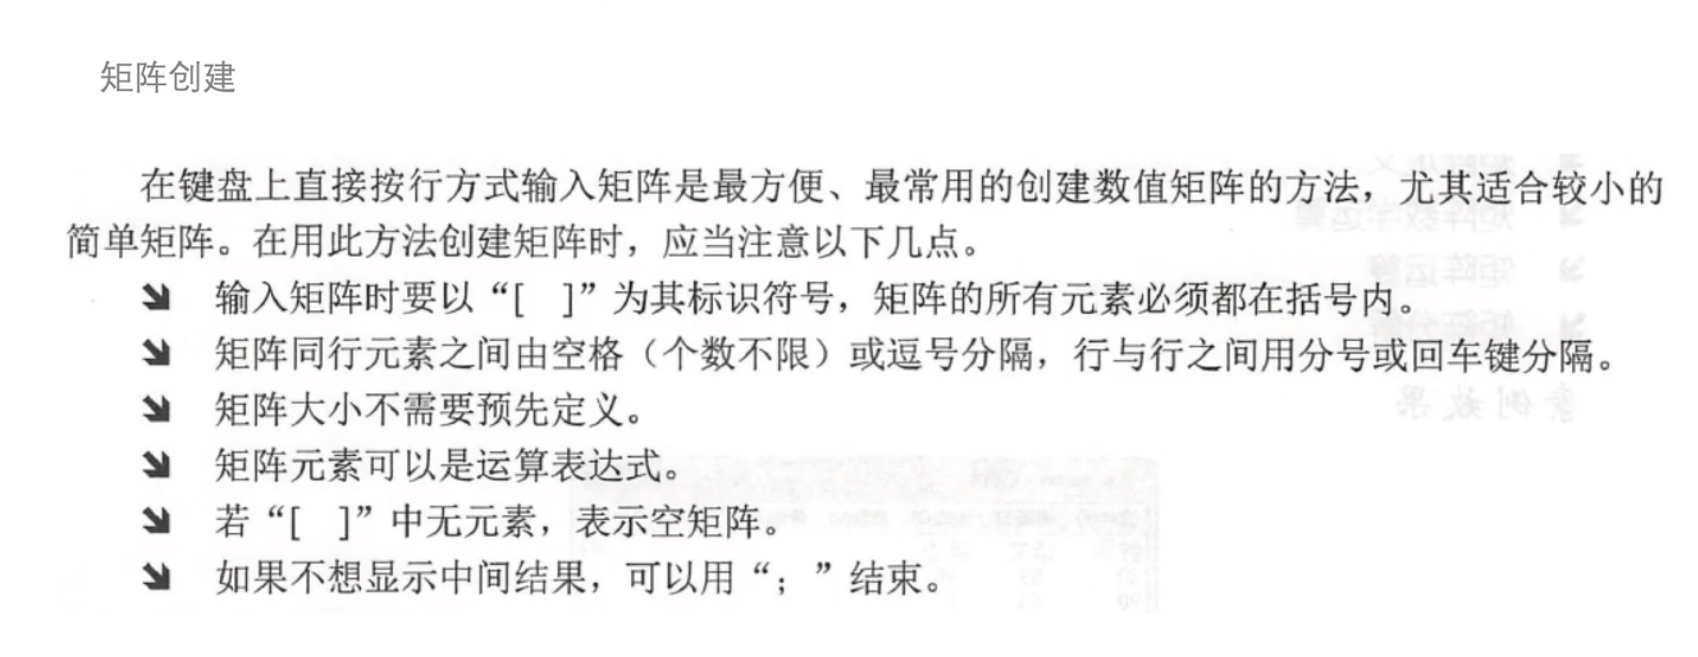 矩阵创建
在键盘上直接按行方式输入矩阵是最方便、最常用的创建数值矩阵的方法，尤其适合较小的
简单矩阵。在用此方法创建矩阵时，应当注意以下几点。
输入矩阵时要以“[ ]”为其标识符号，矩阵的所有元素必须都在括号内。
矩阵同行元素之间由空格（个数不限）或逗号分隔，行与行之间用分号或回车键分隔。
矩阵大小不需要预先定义。
矩阵元素可以是运算表达式。
若“[ ]”中无元素，表示空矩阵。
如果不想显示中间结果，可以用“；”结束。